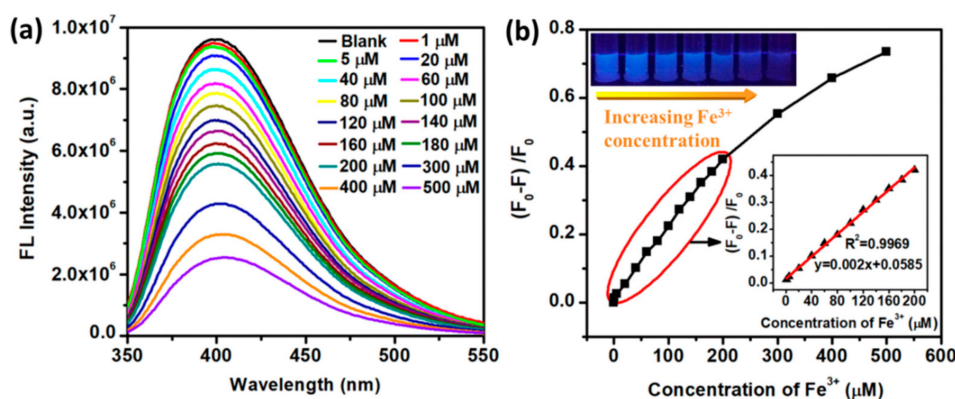 (a)
1.0x10⁷
8.0x10⁶
6.0x10⁶
4.0x10⁶
2.0x10⁶
0.0
FL Intensity (a.u.)
350 400 450 500 550
Wavelength (nm)
Blank 1 μM
5 μM 20 μM
40 μM 60 μM
80 μM 100 μM
120 μM 140 μM
160 μM 180 μM
200 μM 300 μM
400 μM 500 μM
(b)
0.8
0.6
0.4
0.2
0.0
(F₀-F) /F₀
0 100 200 300 400 500 600
Concentration of Fe³⁺ (μM)
Increasing Fe³⁺
concentration
0.4
0.3
0.2
0.1
0.0
(F₀-F) /F₀
R²=0.9969
y=0.002x+0.0585
0 40 80 120 160 200
Concentration of Fe³⁺ (μM)